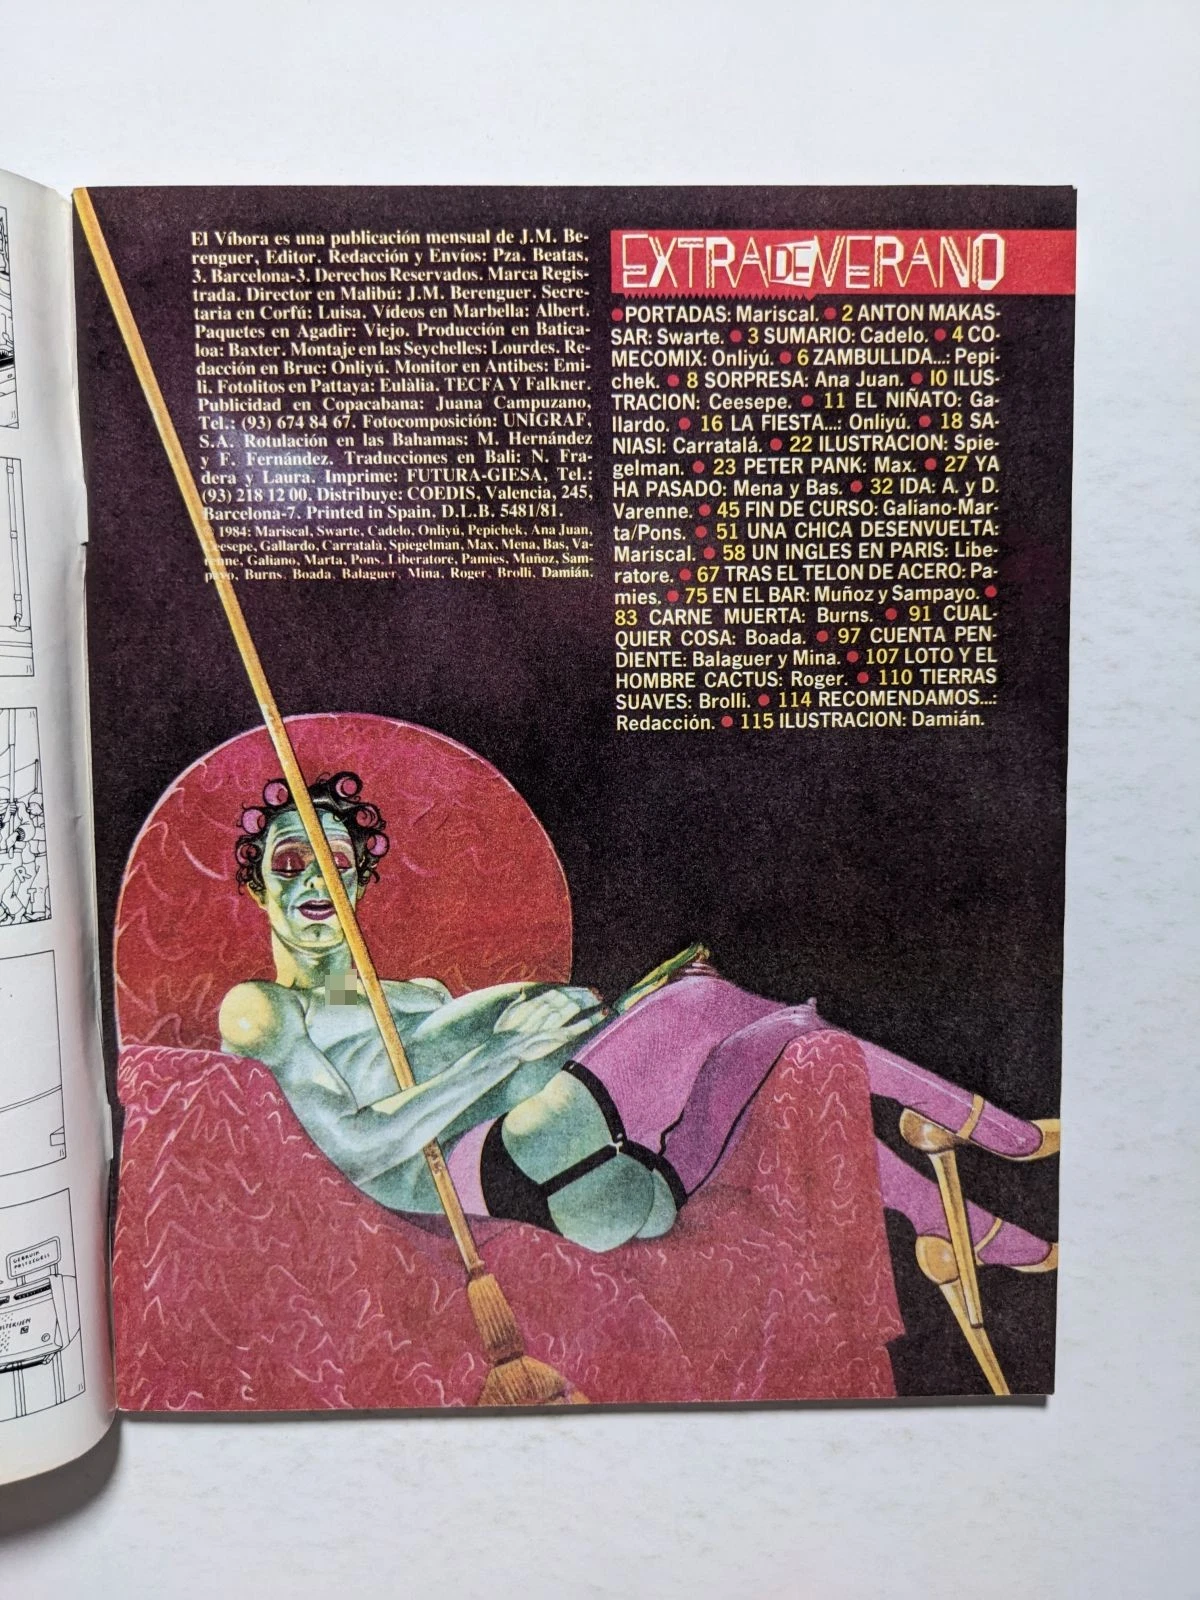 El Víbora es una publicación mensual de J.M. Be-
renguer, Editor. Redacción y Envíos: Pza. Beatas,
3. Barcelona-3. Derechos Reservados. Marca Regis-
trada. Director en Malibú: J.M. Berenguer. Secre-
taria en Corfú: Luisa. Vídeos en Marbella: Albert.
Paquetes en Agadir: Viejo. Producción en Batica-
loa: Baxter. Montaje en las Seychelles: Lourdes. Re-
dacción en Bruc: Onliyú. Monitor en Antibes: Emi-
li. Fotolitos en Pattaya: Eulàlia, TECFA Y Falkner.
Publicidad en Copacabana: Juana Campuzano,
Tel.: (93) 674 84 67. Fotocomposición: UNIGRAF,
S.A. Rotulación en las Bahamas: M. Hernández
y F. Fernández. Traducciones en Bali: N. Fra-
dera y Laura. Imprime: FUTURA-GIESA, Tel.:
(93) 218 12 00. Distribuye: COEDIS, Valencia, 245,
Barcelona-7. Printed in Spain. D.L.B. 5481/81.
© 1984: Mariscal, Swarte, Cadelo, Onliyú, Pepichek, Ana Juan,
Ceesepe, Gallardo, Carratala, Spiegelman, Max, Mena, Bas, Va-
renne, Galiano, Marta, Pons, Liberatore, Pamies, Muñoz, Sam-
payo, Burns, Boada, Balaguer, Mina, Roger, Brolli, Damián.
EXTRA DE VERANO
●PORTADAS: Mariscal. ● 2 ANTON MAKAS-
SAR: Swarte. ● 3 SUMARIO: Cadelo. ● 4 CO-
MECOMIX: Onliyú. ● 6 ZAMBULLIDA...: Pepi-
chek. ● 8 SORPRESA: Ana Juan. ● 10 ILUS-
TRACION: Ceesepe. ● 11 EL NIÑATO: Ga-
llardo. ● 16 LA FIESTA...: Onliyú. ● 18 SA-
NIASI: Carratalá. ● 22 ILUSTRACION: Spie-
gelman. ● 23 PETER PANK: Max. ● 27 YA
HA PASADO: Mena y Bas. ● 32 IDA: A. y D.
Varenne. ● 45 FIN DE CURSO: Galiano-Mar-
ta/Pons. ● 51 UNA CHICA DESENVUELTA:
Mariscal. ● 58 UN INGLES EN PARIS: Libe-
ratore. ● 67 TRAS EL TELON DE ACERO: Pa-
mies. ● 75 EN EL BAR: Muñoz y Sampayo. ●
83 CARNE MUERTA: Burns. ● 91 CUAL-
QUIER COSA: Boada. ● 97 CUENTA PEN-
DIENTE: Balaguer y Mina. ● 107 LOTO Y EL
HOMBRE CACTUS: Roger. ● 110 TIERRAS
SUAVES: Brolli. ● 114 RECOMENDAMOS...:
Redacción. ● 115 ILUSTRACION: Damián.
GEBRUIK
POSTZEGELS